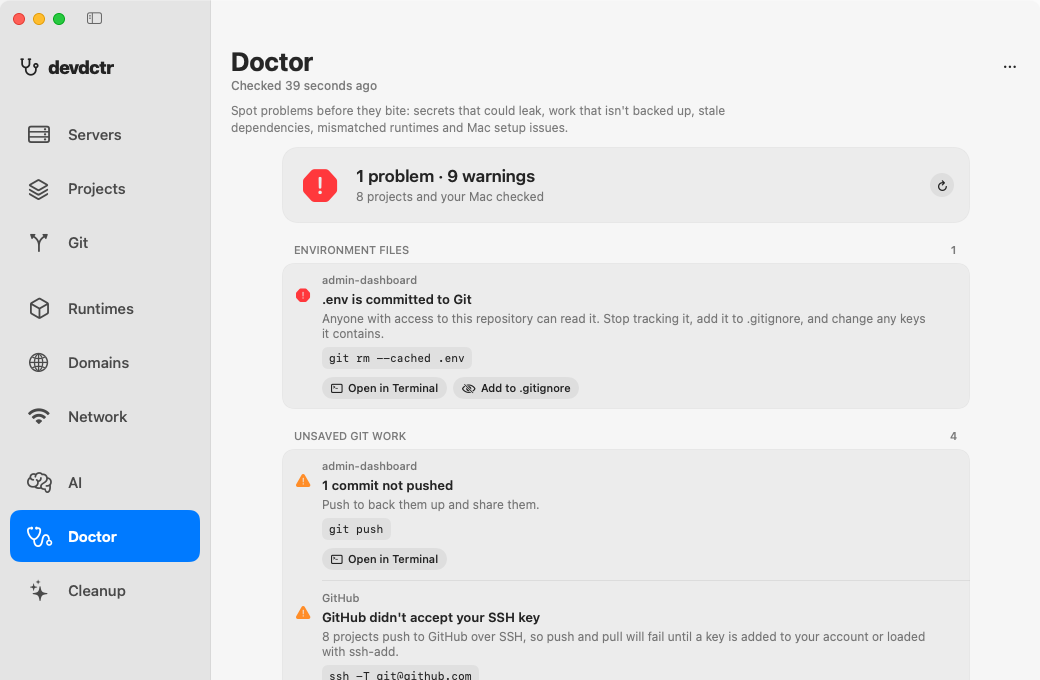 devdctr
Servers
Projects
Git
Runtimes
Domains
Network
AI
Doctor
Cleanup
Doctor
Checked 39 seconds ago
Spot problems before they bite: secrets that could leak, work that isn't backed up, stale
dependencies, mismatched runtimes and Mac setup issues.
1 problem · 9 warnings
8 projects and your Mac checked
ENVIRONMENT FILES 1
admin-dashboard
.env is committed to Git
Anyone with access to this repository can read it. Stop tracking it, add it to .gitignore, and change any keys
it contains.
git rm --cached .env
Open in Terminal Add to .gitignore
UNSAVED GIT WORK 4
admin-dashboard
1 commit not pushed
Push to back them up and share them.
git push
Open in Terminal
GitHub
GitHub didn't accept your SSH key
8 projects push to GitHub over SSH, so push and pull will fail until a key is added to your account or loaded
with ssh-add.
ssh -T git@github.com